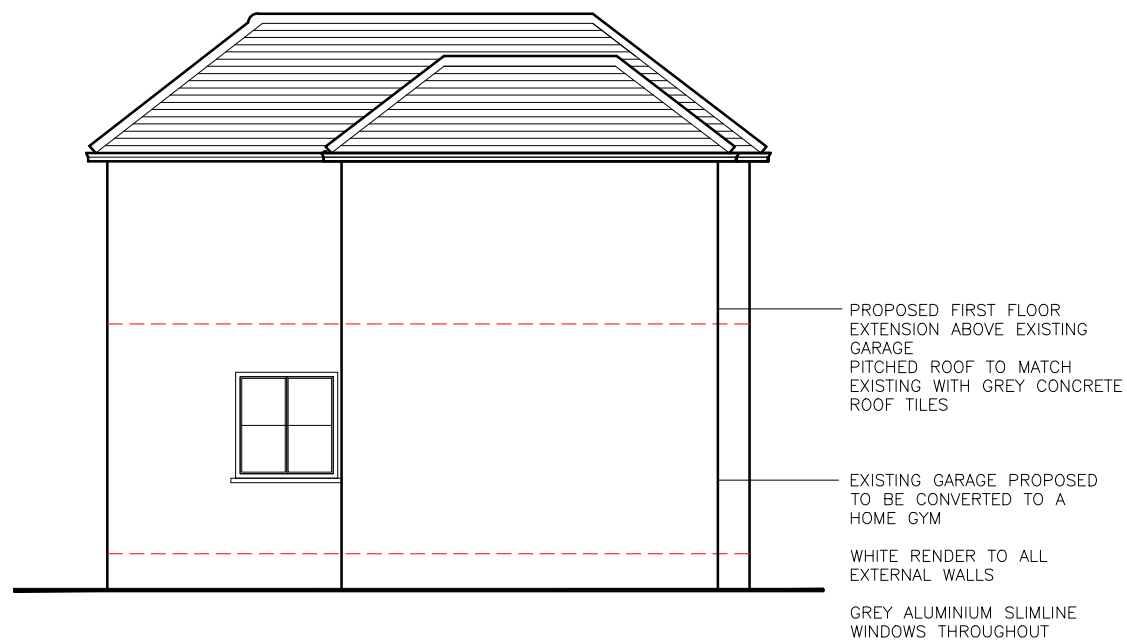 PROPOSED FIRST FLOOR
EXTENSION ABOVE EXISTING
GARAGE
PITCHED ROOF TO MATCH
EXISTING WITH GREY CONCRETE
ROOF TILES
EXISTING GARAGE PROPOSED
TO BE CONVERTED TO A
HOME GYM
WHITE RENDER TO ALL
EXTERNAL WALLS
GREY ALUMINIUM SLIMLINE
WINDOWS THROUGHOUT